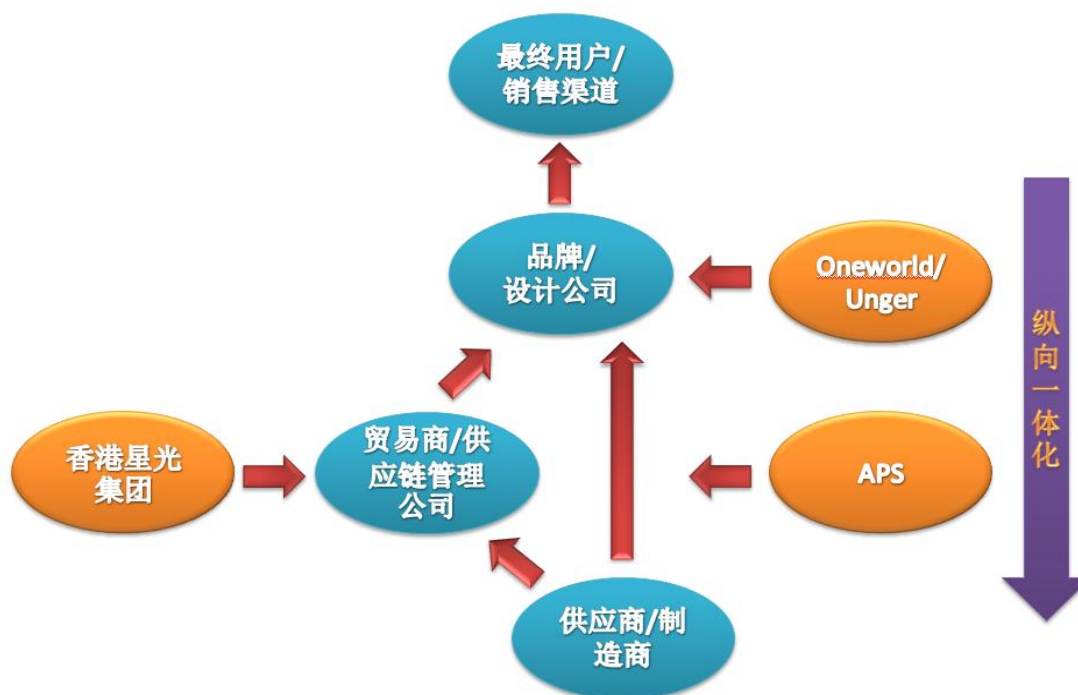 最终用户/
销售渠道
品牌/
设计公司
Oneworld/
Unger
纵向一体化
贸易商/供
应链管理
公司
香港星光
集团
APS
供应商/制
造商